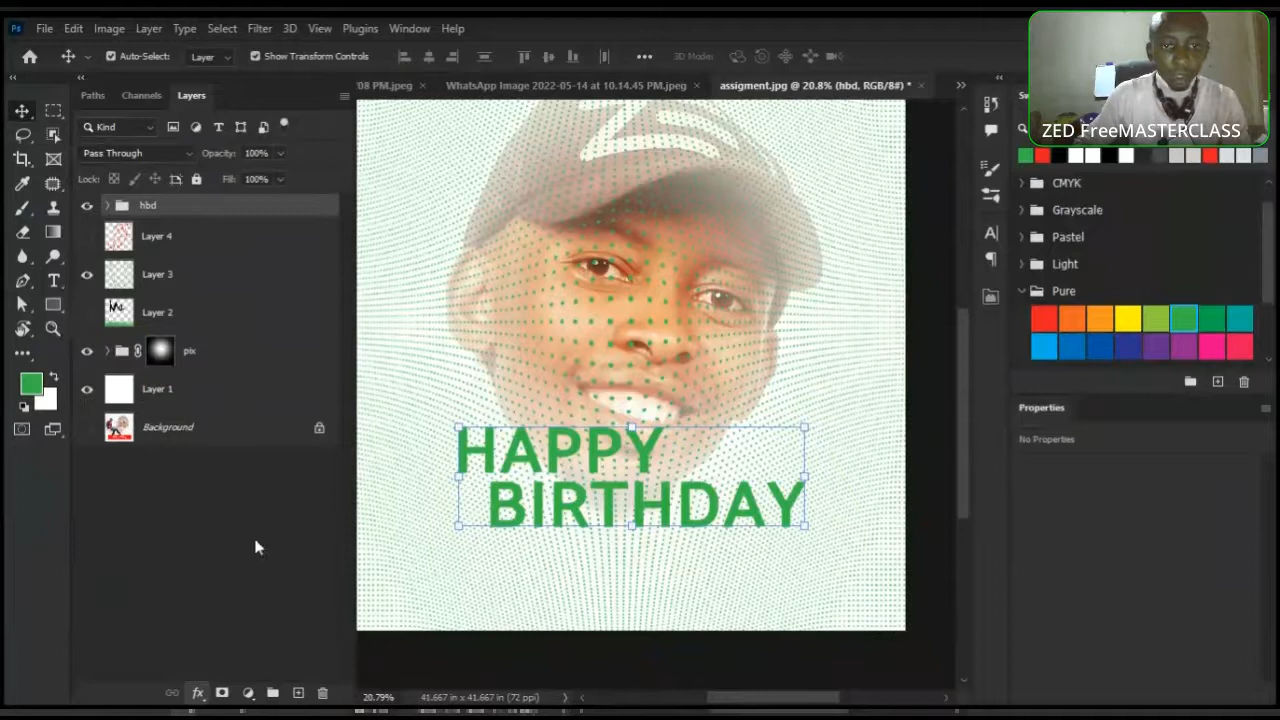 Ps File Edit Image Layer Type Select Filter 3D View Plugins Window Help
Auto-Select: Layer Show Transform Controls 3D Mode:
08 PM.jpeg × WhatsApp Image 2022-05-14 at 10.14.45 PM.jpeg × assigment.jpg @ 20.8% (hbd, RGB/8#) * ×
Paths Channels Layers
Kind
Pass Through Opacity: 100%
Lock: Fill: 100%
hbd
Layer 4
Layer 3
Layer 2
pix
Layer 1
Background
HAPPY
BIRTHDAY
20.79% 41.667 in x 41.667 in (72 ppi)
ZED FreeMASTERCLASS
CMYK
Grayscale
Pastel
Light
Pure
Properties
No Properties
fx